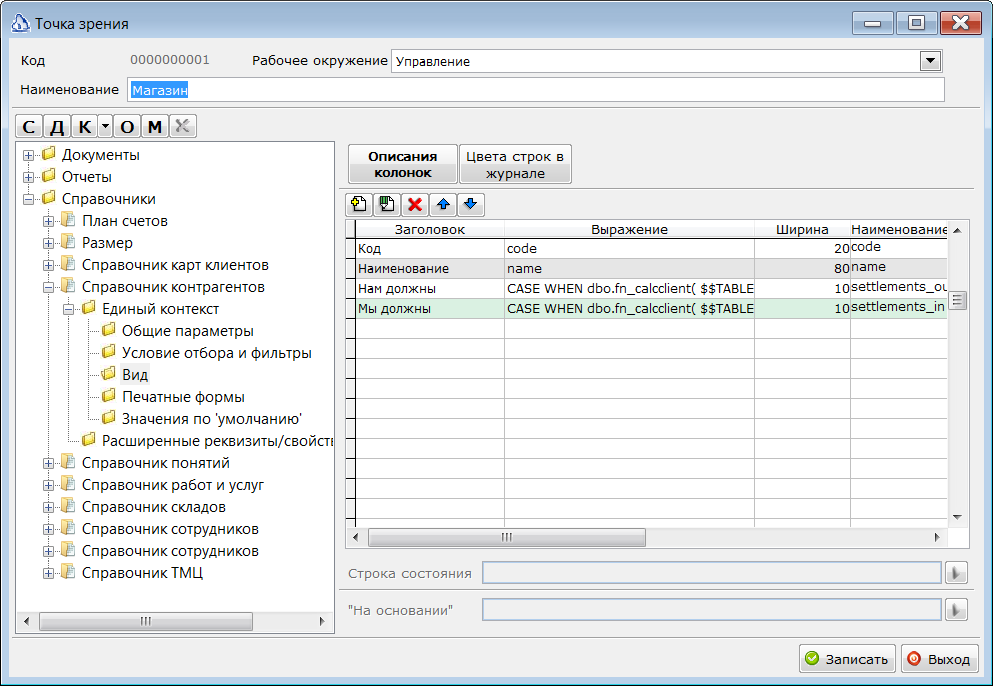 Точка зрения
Код 0000000001 Рабочее окружение Управление
Наименование Магазин
С Д К О М
Документы
Отчеты
Справочники
План счетов
Размер
Справочник карт клиентов
Справочник контрагентов
Единый контекст
Общие параметры
Условие отбора и фильтры
Вид
Печатные формы
Значения по 'умолчанию'
Расширенные реквизиты/свойсть
Справочник понятий
Справочник работ и услуг
Справочник складов
Справочник сотрудников
Справочник сотрудников
Справочник ТМЦ
Описания колонок
Цвета строк в журнале
Заголовок Выражение Ширина Наименование
Код code 20 code
Наименование name 80 name
Нам должны CASE WHEN dbo.fn_calcclient( $$TABLE 10 settlements_ou
Мы должны CASE WHEN dbo.fn_calcclient( $$TABLE 10 settlements_in
Строка состояния
"На основании"
Записать Выход